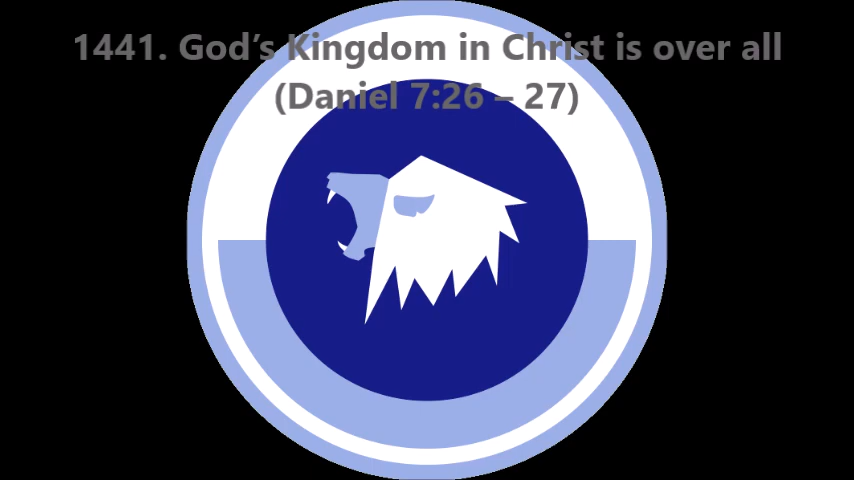 1441. God’s Kingdom in Christ is over all
(Daniel 7:26 – 27)